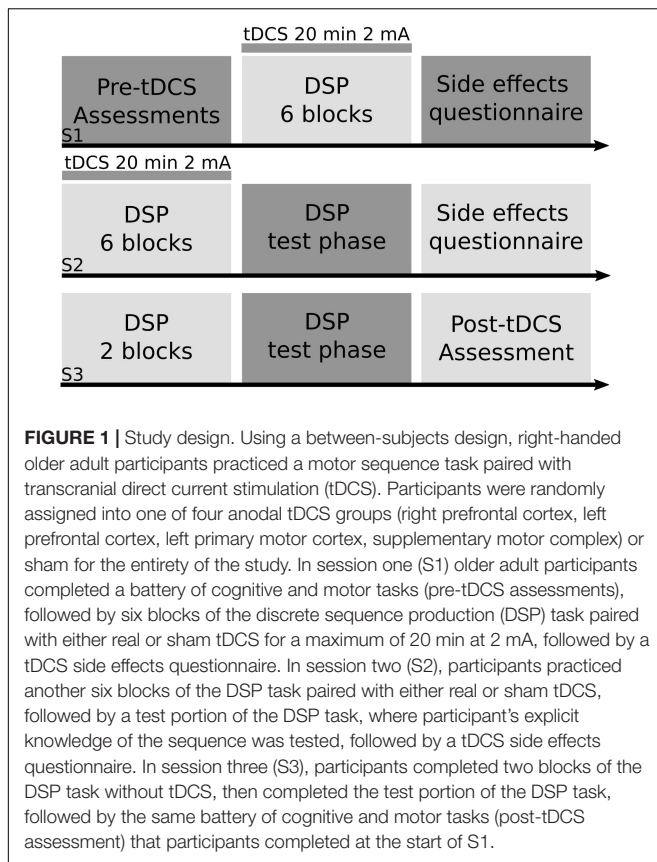 tDCS 20 min 2 mA
Pre-tDCS DSP Side effects
Assessments 6 blocks questionnaire
S1
tDCS 20 min 2 mA
DSP DSP Side effects
6 blocks test phase questionnaire
S2
DSP DSP Post-tDCS
2 blocks test phase Assessment
S3
FIGURE 1 | Study design. Using a between-subjects design, right-handed
older adult participants practiced a motor sequence task paired with
transcranial direct current stimulation (tDCS). Participants were randomly
assigned into one of four anodal tDCS groups (right prefrontal cortex, left
prefrontal cortex, left primary motor cortex, supplementary motor complex) or
sham for the entirety of the study. In session one (S1) older adult participants
completed a battery of cognitive and motor tasks (pre-tDCS assessments),
followed by six blocks of the discrete sequence production (DSP) task paired
with either real or sham tDCS for a maximum of 20 min at 2 mA, followed by a
tDCS side effects questionnaire. In session two (S2), participants practiced
another six blocks of the DSP task paired with either real or sham tDCS,
followed by a test portion of the DSP task, where participant's explicit
knowledge of the sequence was tested, followed by a tDCS side effects
questionnaire. In session three (S3), participants completed two blocks of the
DSP task without tDCS, then completed the test portion of the DSP task,
followed by the same battery of cognitive and motor tasks (post-tDCS
assessment) that participants completed at the start of S1.